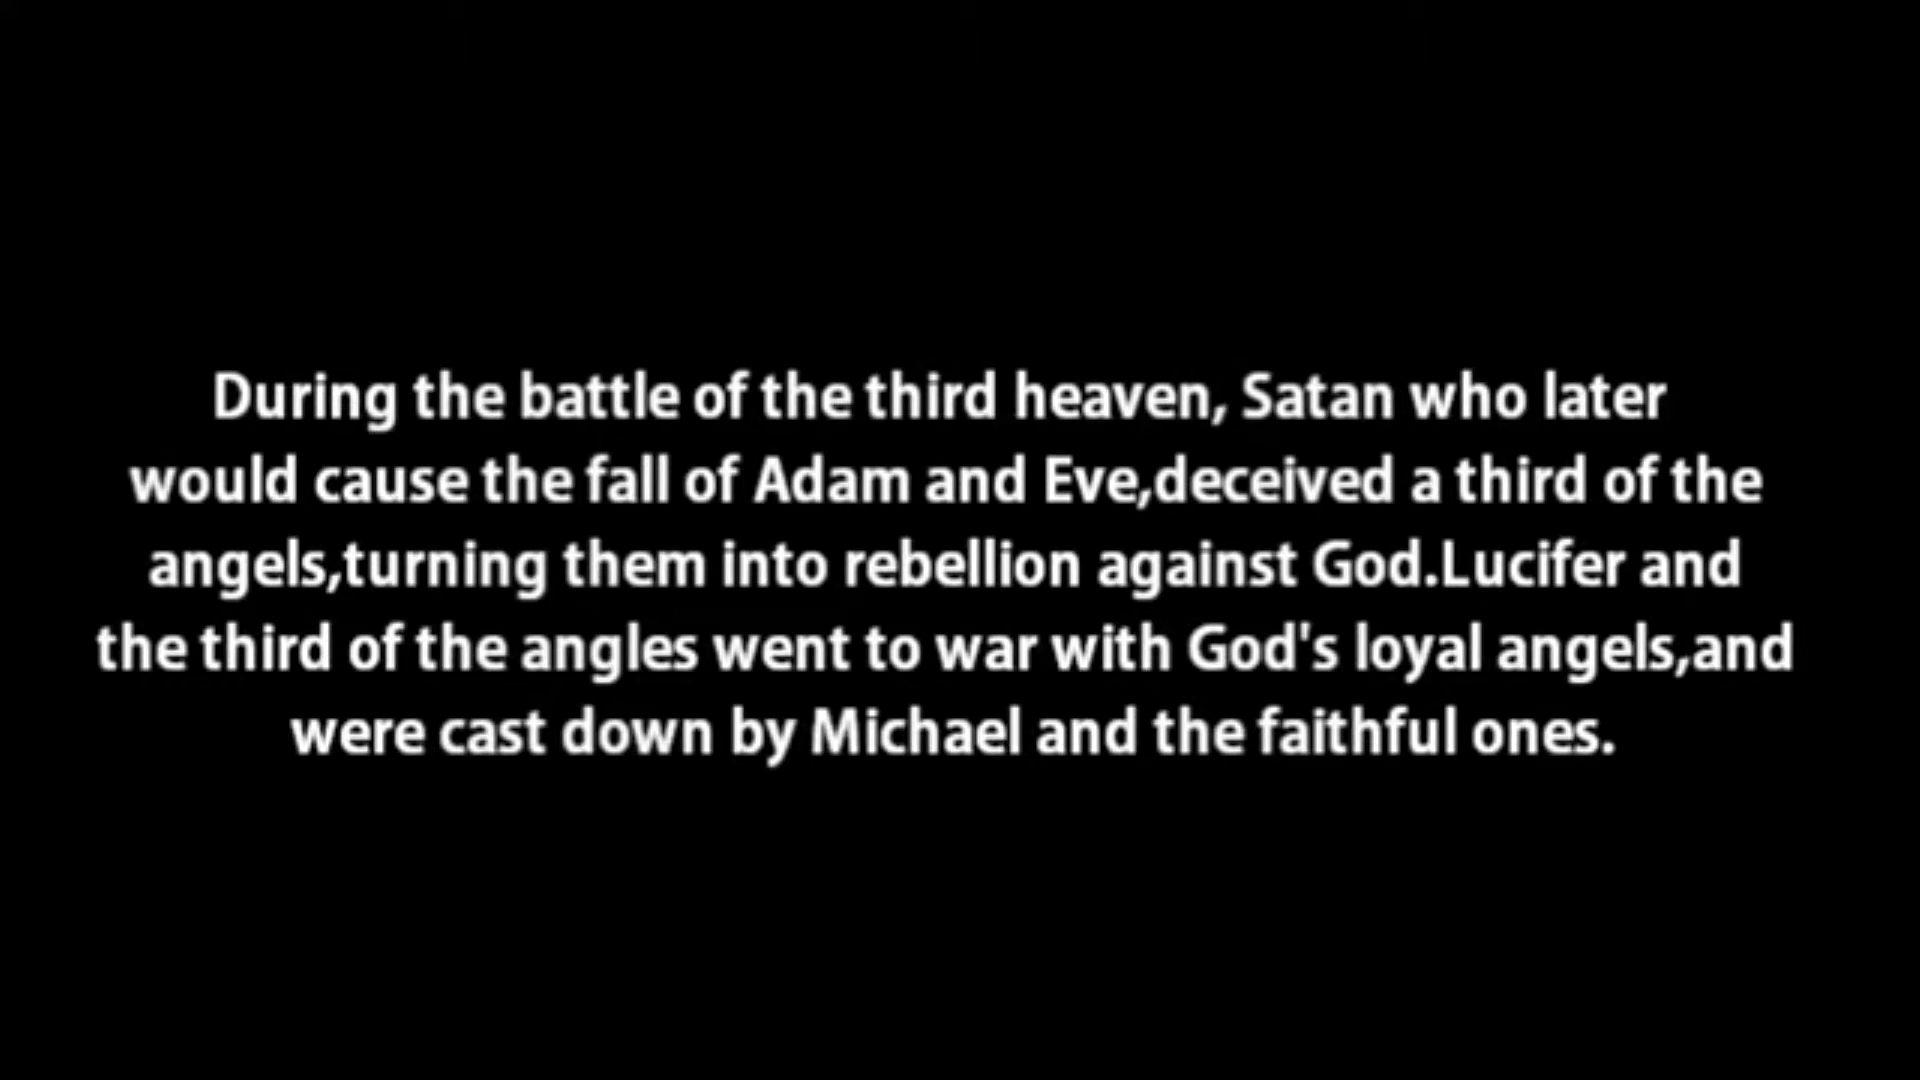 During the battle of the third heaven, Satan who later
would cause the fall of Adam and Eve,deceived a third of the
angels,turning them into rebellion against God.Lucifer and
the third of the angles went to war with God's loyal angels,and
were cast down by Michael and the faithful ones.